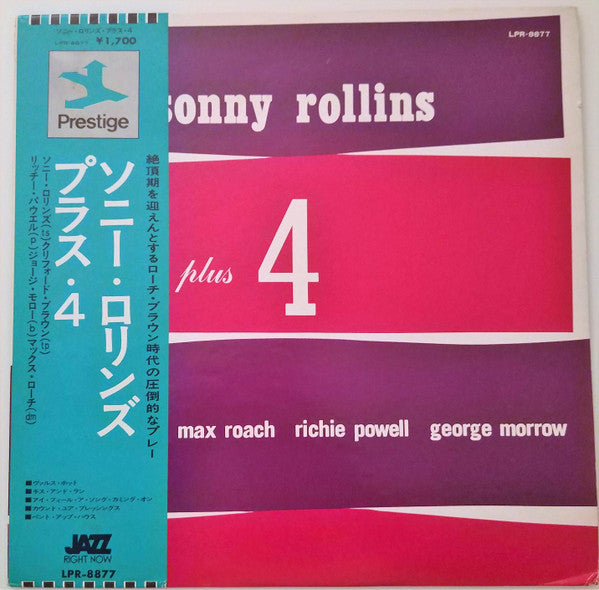 ソニー・ロリンズ・プラス・4
LPR-8877 ¥1,700
Prestige
ソニー・ロリンズ
プラス・4
絶頂期を迎えんとするローチ・ブラウン時代の圧倒的なプレー
ソニー・ロリンズ(ts)クリフォード・ブラウン(tp)
リッチー・パウエル(p)ジョージ・モロー(b)マックス・ローチ(dm)
■ヴァルス・ホット
■キス・アンド・ラン
■アイ・フィール・ア・ソング・カミング・オン
■カウント・ユア・ブレッシングス
■ペント・アップ・ハウス
JAZZ
RIGHT NOW
LPR-8877
LPR-8877
sonny rollins
plus 4
max roach richie powell george morrow